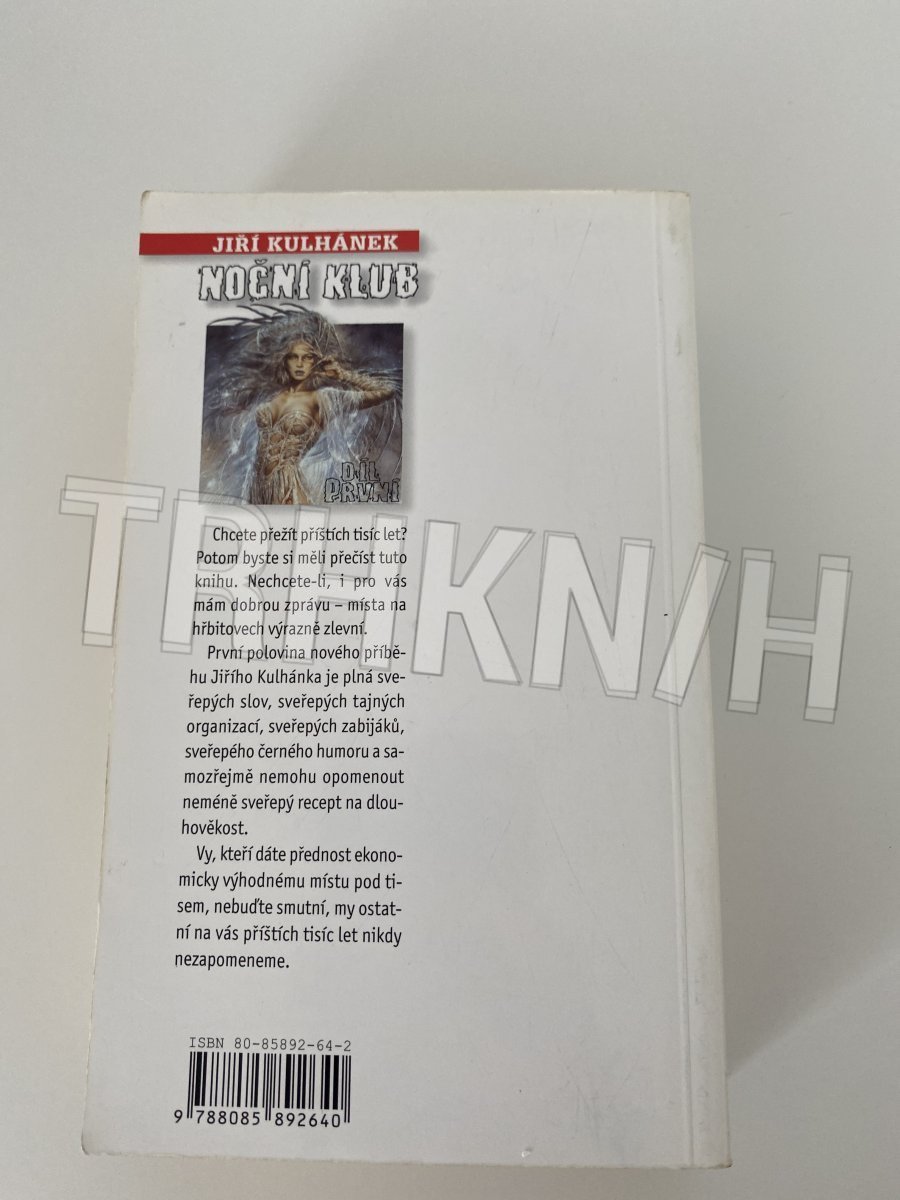 JIŘÍ KULHÁNEK
NOČNÍ KLUB
DÍL
PRVNÍ
Chcete přežít příštích tisíc let?
Potom byste si měli přečíst tuto
knihu. Nechcete-li, i pro vás
mám dobrou zprávu – místa na
hřbitovech výrazně zlevní.
První polovina nového příbě-
hu Jiřího Kulhánka je plná sve-
řepých slov, sveřepých tajných
organizací, sveřepých zabijáků,
sveřepého černého humoru a sa-
mozřejmě nemohu opomenout
neméně sveřepý recept na dlou-
hověkost.
Vy, kteří dáte přednost ekono-
micky výhodnému místu pod ti-
sem, nebuďte smutní, my ostat-
ní na vás příštích tisíc let nikdy
nezapomeneme.
ISBN 80-85892-64-2
9 788085 892640
TRHKNIH